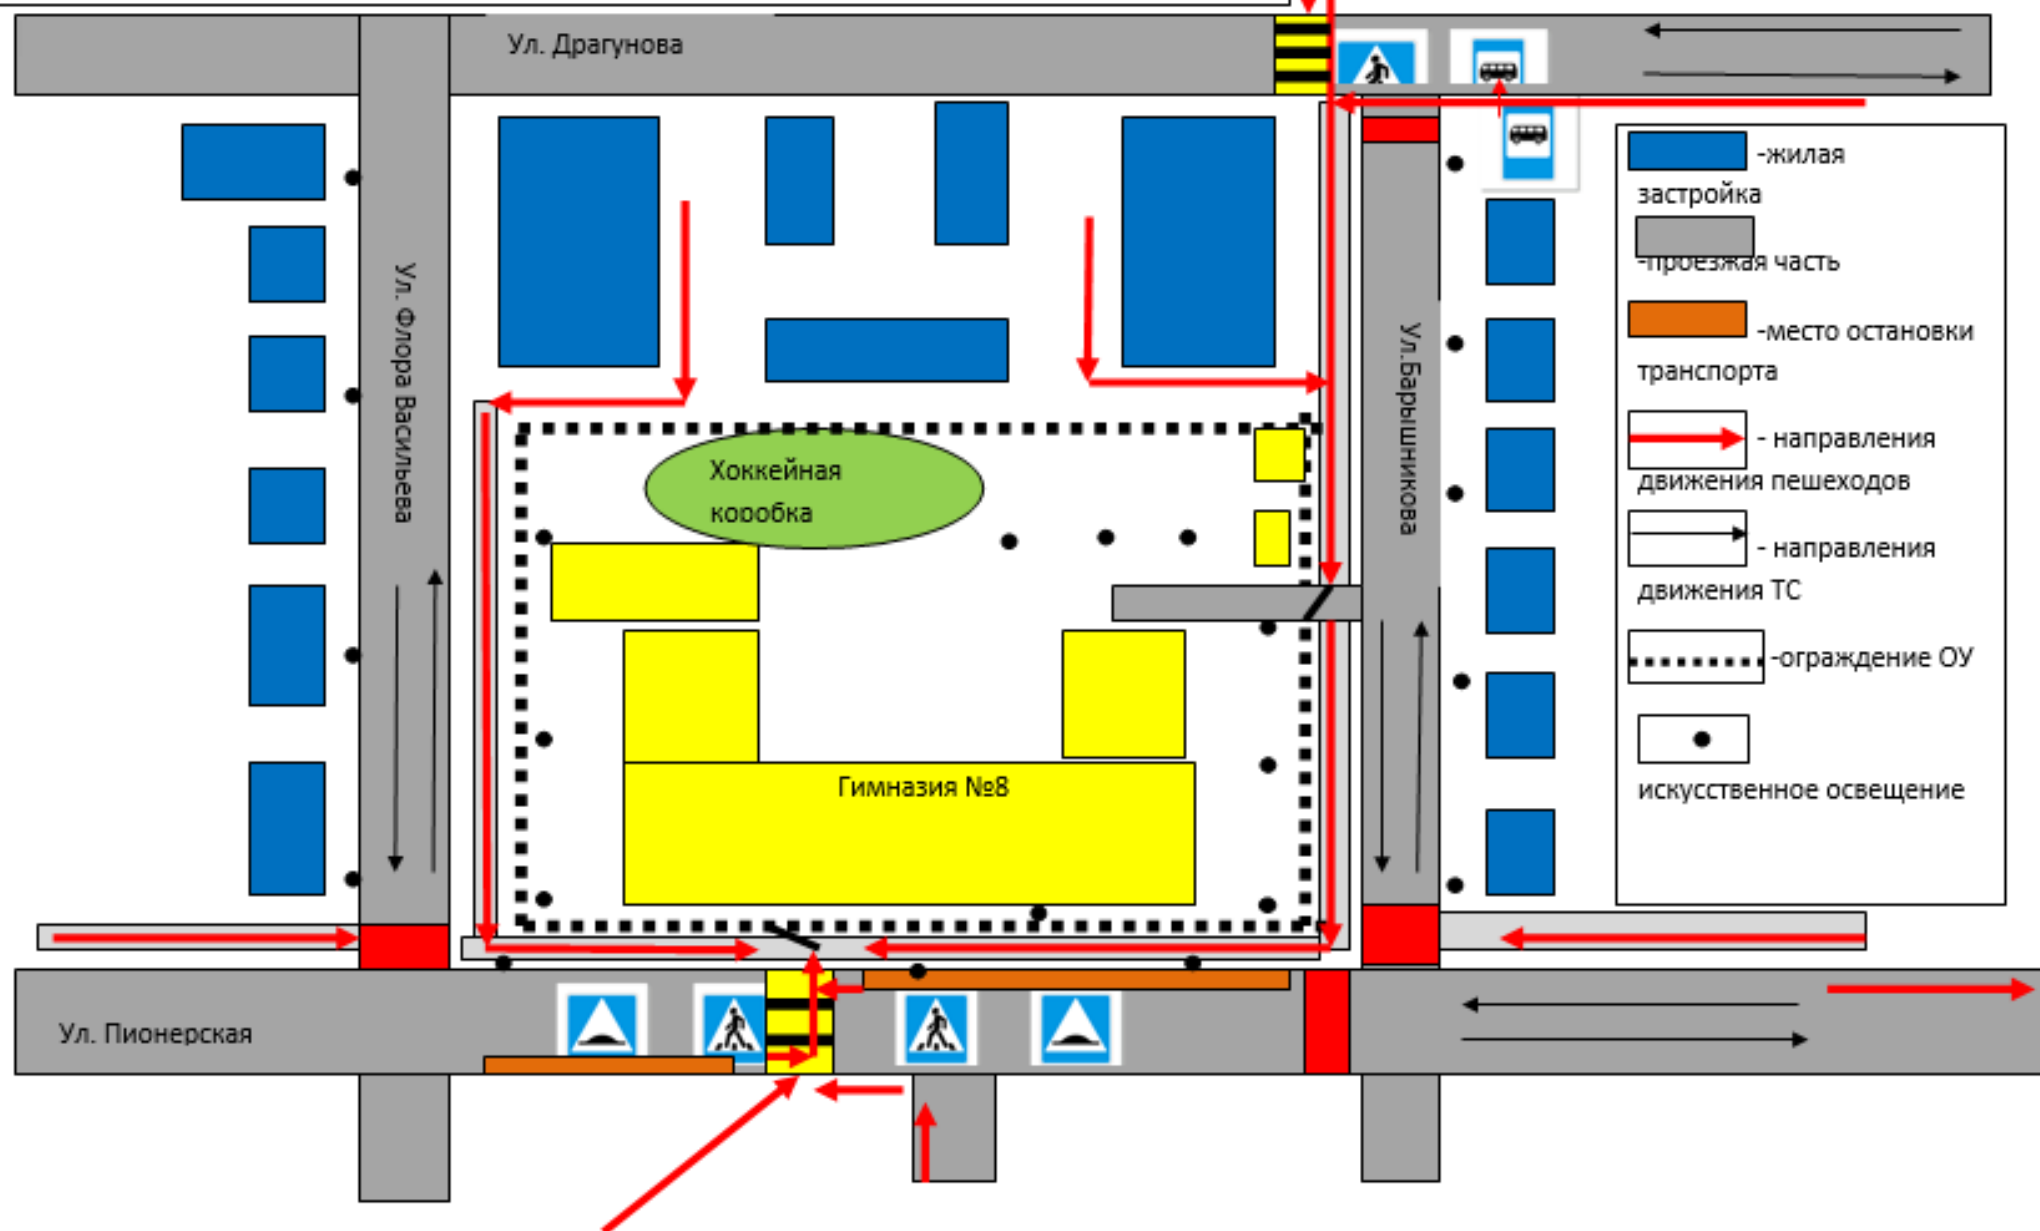 Ул. Драгунова
Ул. Флора Васильева
Ул.Барышникова
Хоккейная
коробка
Гимназия №8
Ул. Пионерская
-жилая
застройка
-проезжая часть
-место остановки
транспорта
- направления
движения пешеходов
- направления
движения ТС
-ограждение ОУ
искусственное освещение